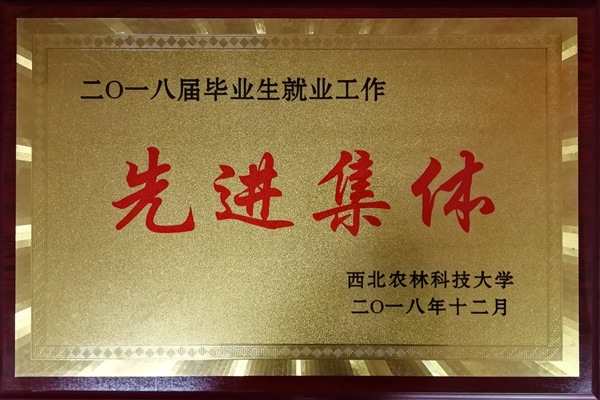 二〇一八届毕业生就业工作
先进集体
西北农林科技大学
二〇一八年十二月